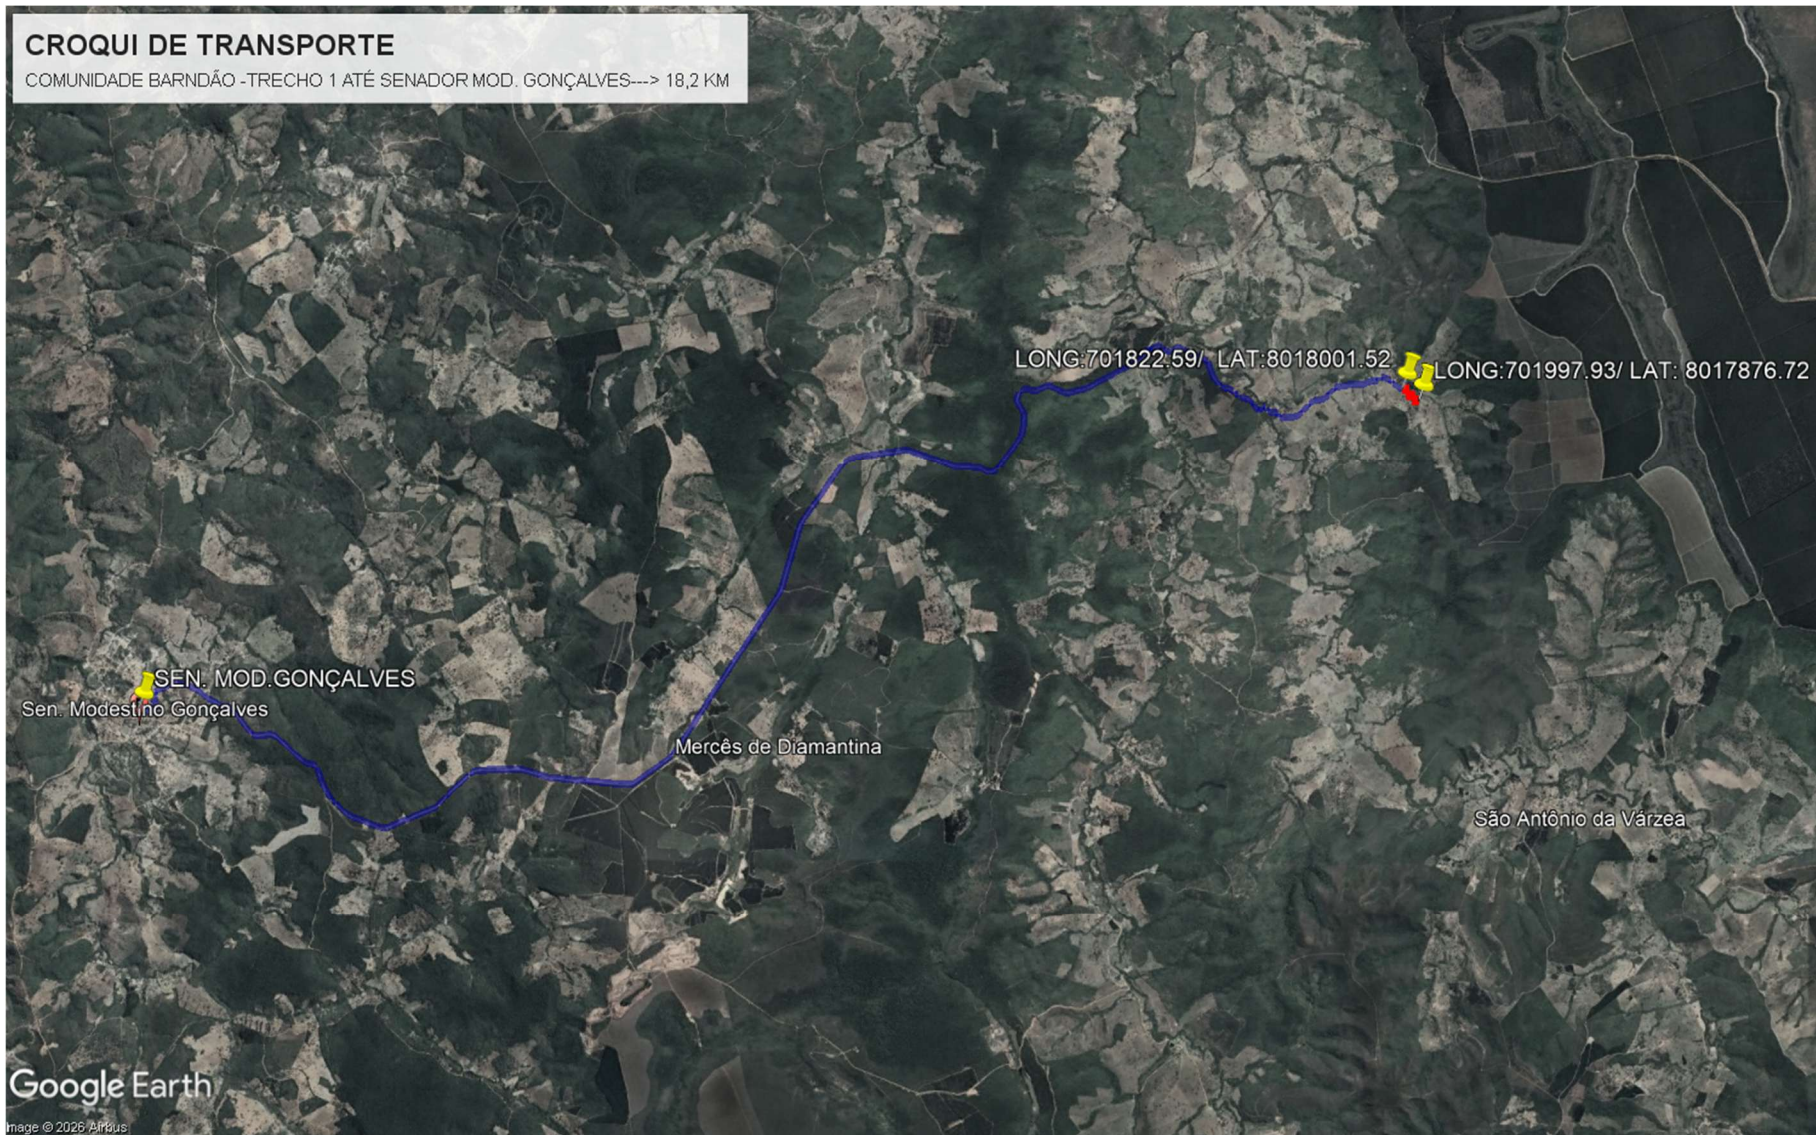 CROQUI DE TRANSPORTE
COMUNIDADE BARNDÃO -TRECHO 1 ATÉ SENADOR MOD. GONÇALVES---> 18,2 KM
LONG:701822.59/ LAT:8018001.52
LONG:701997.93/ LAT: 8017876.72
SEN. MOD.GONÇALVES
Sen. Modestino Gonçalves
Mercês de Diamantina
São Antônio da Várzea
Google Earth
mage © 2026 Airbus